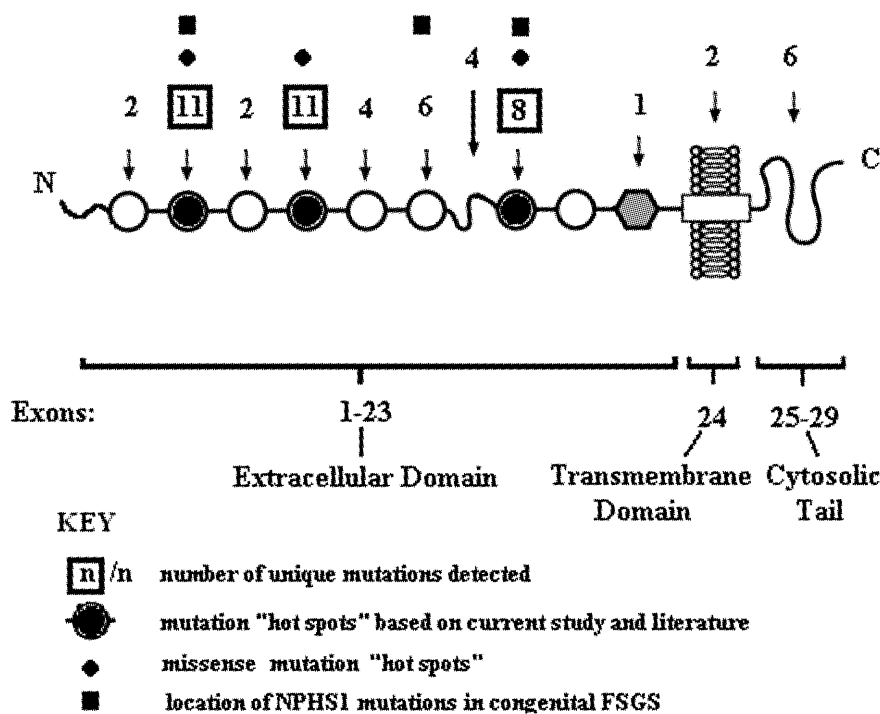 4 2 6
2 11 2 11 4 6 8 1
N C
Exons: 1-23 24 25-29
Extracellular Domain Transmembrane Domain Cytosolic Tail
KEY
n/n number of unique mutations detected
mutation "hot spots" based on current study and literature
missense mutation "hot spots"
location of NPHS1 mutations in congenital FSGS